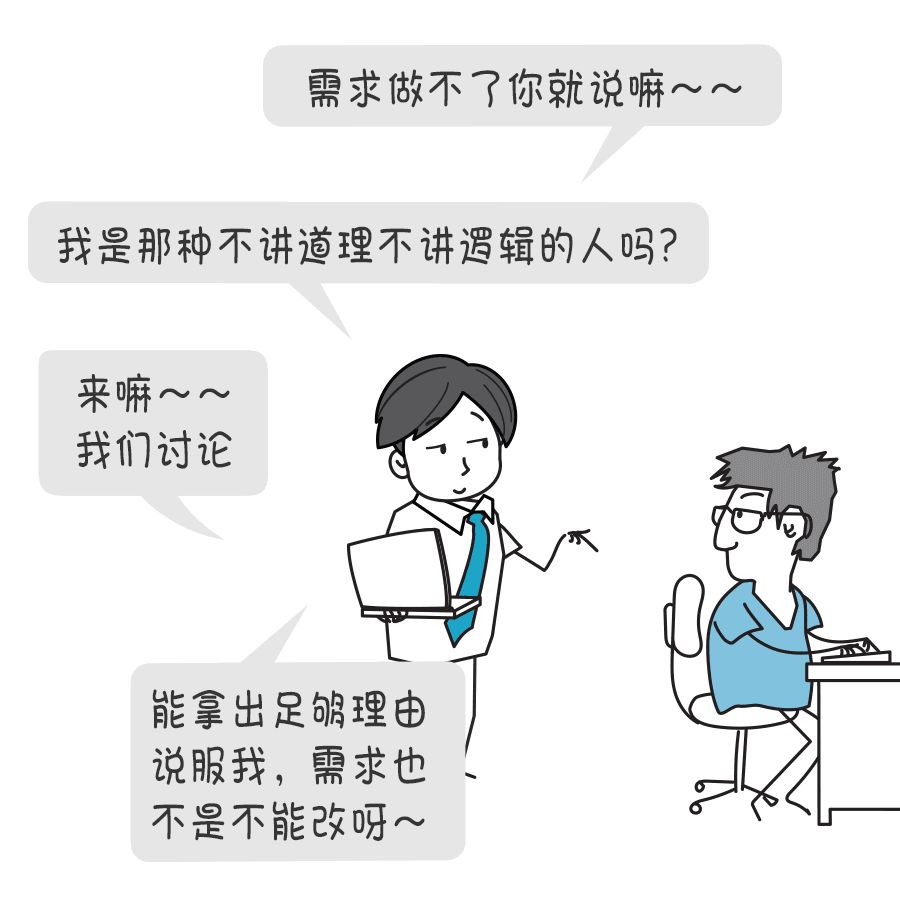 需求做不了你就说嘛～～
我是那种不讲道理不讲逻辑的人吗？
来嘛～～
我们讨论
能拿出足够理由
说服我，需求也
不是不能改呀～